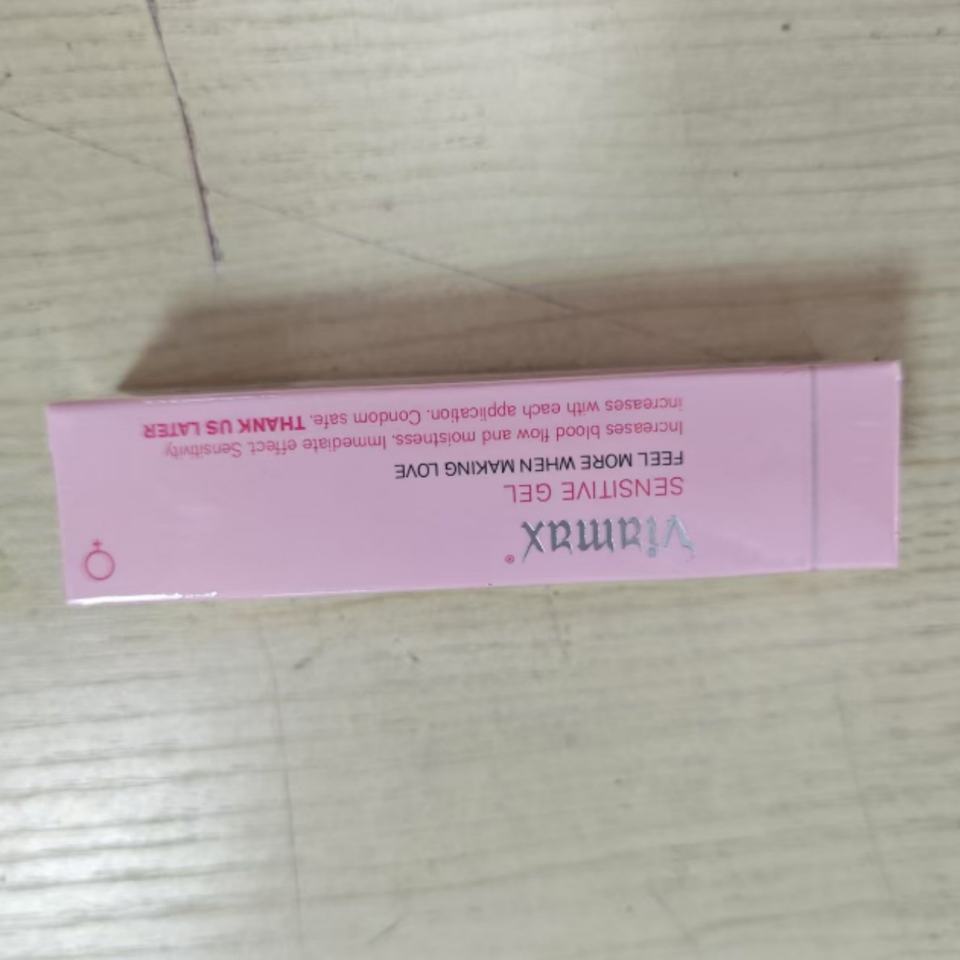 viamax®
SENSITIVE GEL
FEEL MORE WHEN MAKING LOVE
Increases blood flow and moistness. Immediate effect. Sensitivity
increases with each application. Condom safe. THANK US LATER